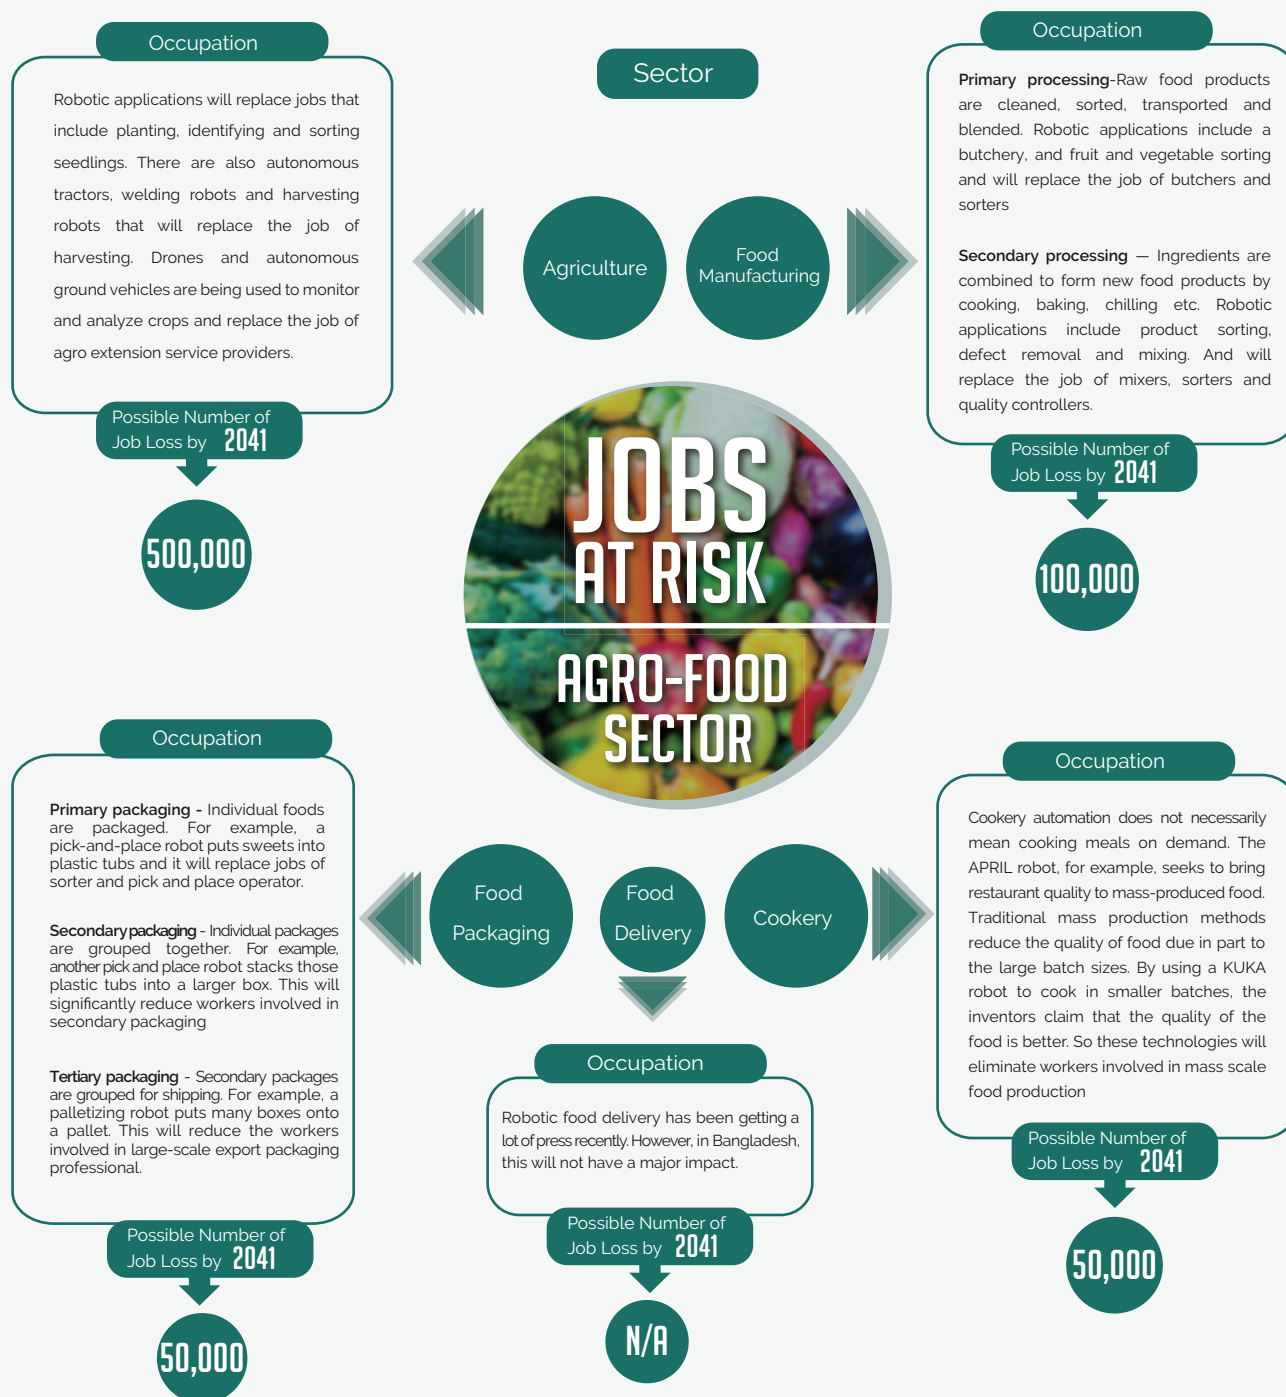 Occupation
Robotic applications will replace jobs that
include planting, identifying and sorting
seedlings. There are also autonomous
tractors, welding robots and harvesting
robots that will replace the job of
harvesting. Drones and autonomous
ground vehicles are being used to monitor
and analyze crops and replace the job of
agro extension service providers.
Possible Number of
Job Loss by 2041
500,000
Sector
Agriculture
Food
Manufacturing
Occupation
Primary processing-Raw food products
are cleaned, sorted, transported and
blended. Robotic applications include a
butchery, and fruit and vegetable sorting
and will replace the job of butchers and
sorters
Secondary processing — Ingredients are
combined to form new food products by
cooking, baking, chilling etc. Robotic
applications include product sorting,
defect removal and mixing. And will
replace the job of mixers, sorters and
quality controllers.
Possible Number of
Job Loss by 2041
100,000
JOBS
AT RISK
AGRO-FOOD
SECTOR
Occupation
Primary packaging - Individual foods
are packaged. For example, a
pick-and-place robot puts sweets into
plastic tubs and it will replace jobs of
sorter and pick and place operator.
Secondary packaging - Individual packages
are grouped together. For example,
another pick and place robot stacks those
plastic tubs into a larger box. This will
significantly reduce workers involved in
secondary packaging
Tertiary packaging - Secondary packages
are grouped for shipping. For example, a
palletizing robot puts many boxes onto
a pallet. This will reduce the workers
involved in large-scale export packaging
professional.
Possible Number of
Job Loss by 2041
50,000
Food
Packaging
Food
Delivery
Cookery
Occupation
Robotic food delivery has been getting a
lot of press recently. However, in Bangladesh,
this will not have a major impact.
Possible Number of
Job Loss by 2041
N/A
Occupation
Cookery automation does not necessarily
mean cooking meals on demand. The
APRIL robot, for example, seeks to bring
restaurant quality to mass-produced food.
Traditional mass production methods
reduce the quality of food due in part to
the large batch sizes. By using a KUKA
robot to cook in smaller batches, the
inventors claim that the quality of the
food is better. So these technologies will
eliminate workers involved in mass scale
food production
Possible Number of
Job Loss by 2041
50,000